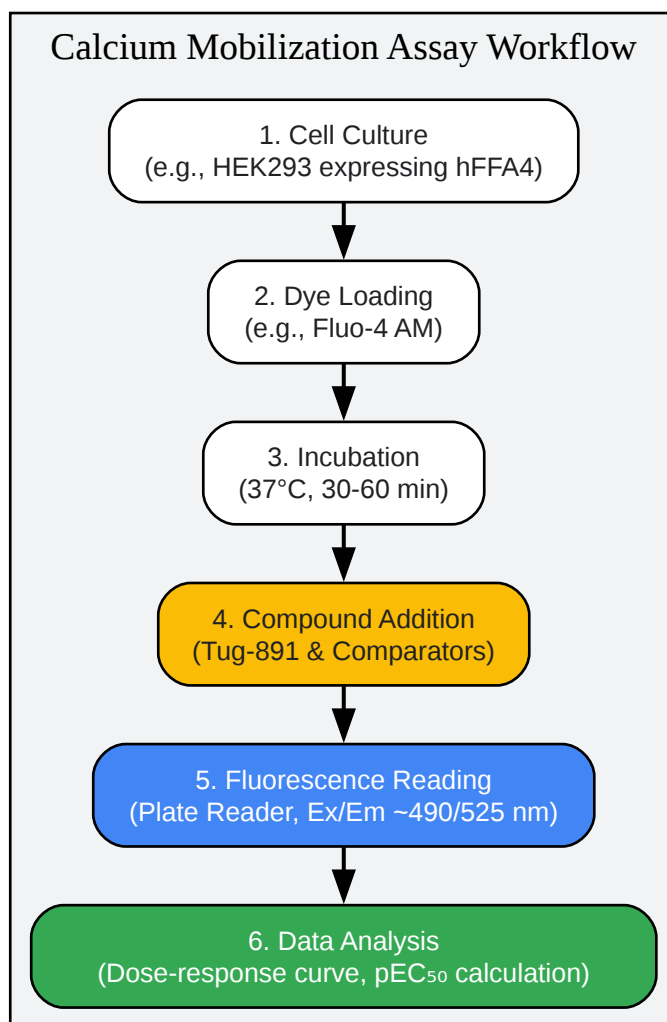 Calcium Mobilization Assay Workflow
1. Cell Culture
(e.g., HEK293 expressing hFFA4)
2. Dye Loading
(e.g., Fluo-4 AM)
3. Incubation
(37°C, 30-60 min)
4. Compound Addition
(Tug-891 & Comparators)
5. Fluorescence Reading
(Plate Reader, Ex/Em ~490/525 nm)
6. Data Analysis
(Dose-response curve, pEC₅₀ calculation)